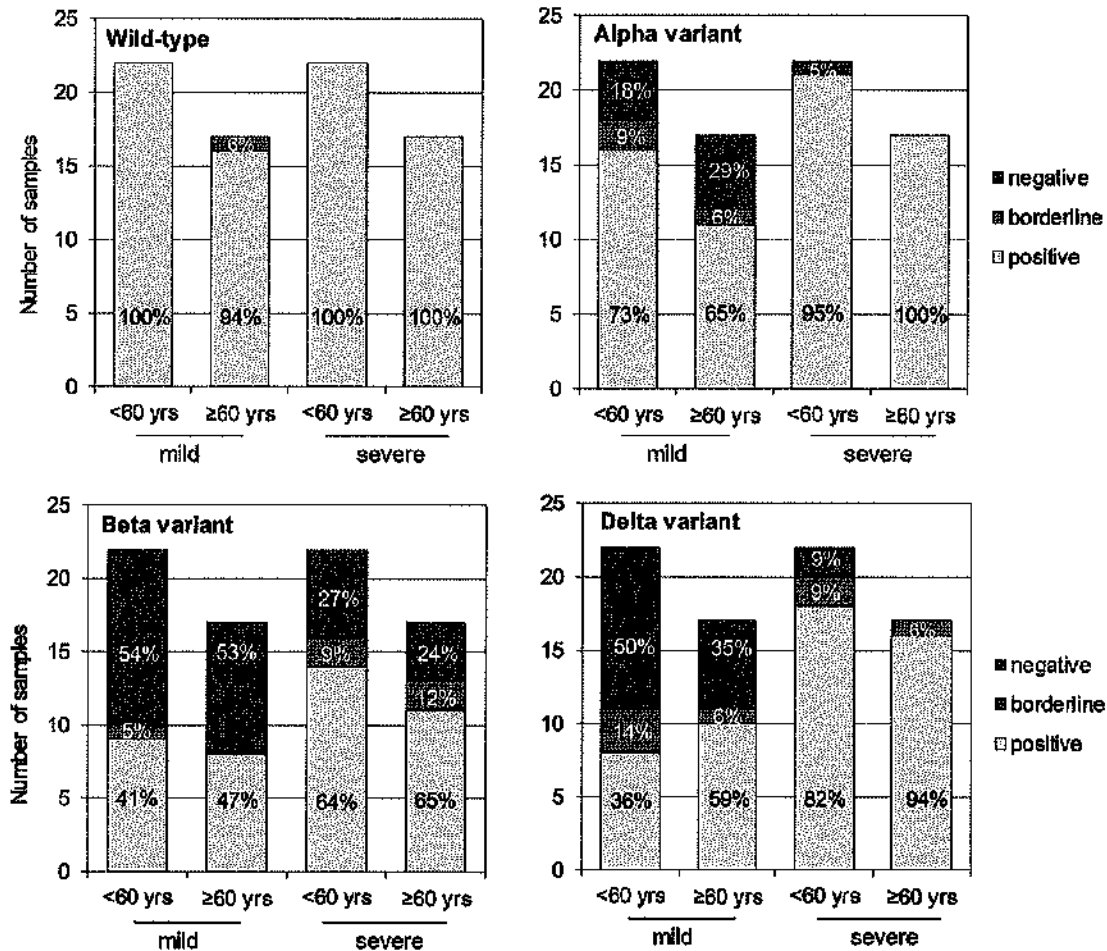 Wild-type
Number of samples
25
20
15
10
5
0
6%
100%
94%
100%
100%
<60 yrs
≥60 yrs
<60 yrs
≥60 yrs
mild
severe
Alpha variant
25
20
15
10
5
0
18%
9%
73%
29%
6%
65%
5%
95%
100%
<60 yrs
≥60 yrs
<60 yrs
≥60 yrs
mild
severe
negative
borderline
positive
Beta variant
Number of samples
25
20
15
10
5
0
54%
5%
41%
53%
47%
27%
9%
64%
24%
12%
65%
<60 yrs
≥60 yrs
<60 yrs
≥60 yrs
mild
severe
Delta variant
25
20
15
10
5
0
50%
14%
36%
35%
6%
59%
9%
9%
82%
6%
94%
<60 yrs
≥60 yrs
<60 yrs
≥60 yrs
mild
severe
negative
borderline
positive